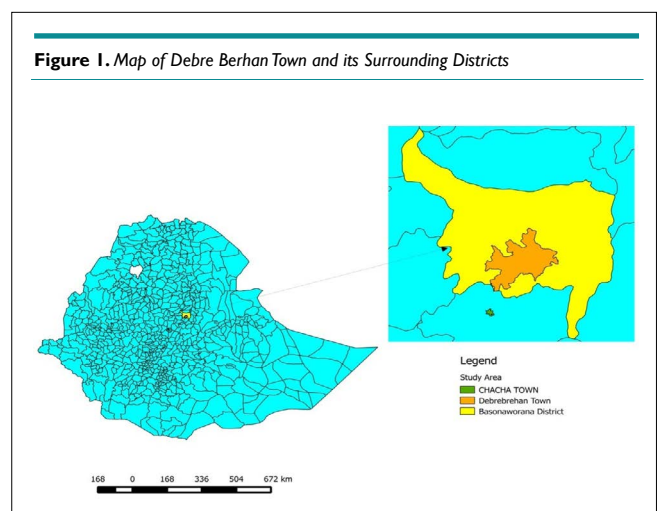 Figure 1. Map of Debre Berhan Town and its Surrounding Districts
Legend
Study Area
CHACHA TOWN
Debrebrehan Town
Basonaworana District
168 0 168 336 504 672 km